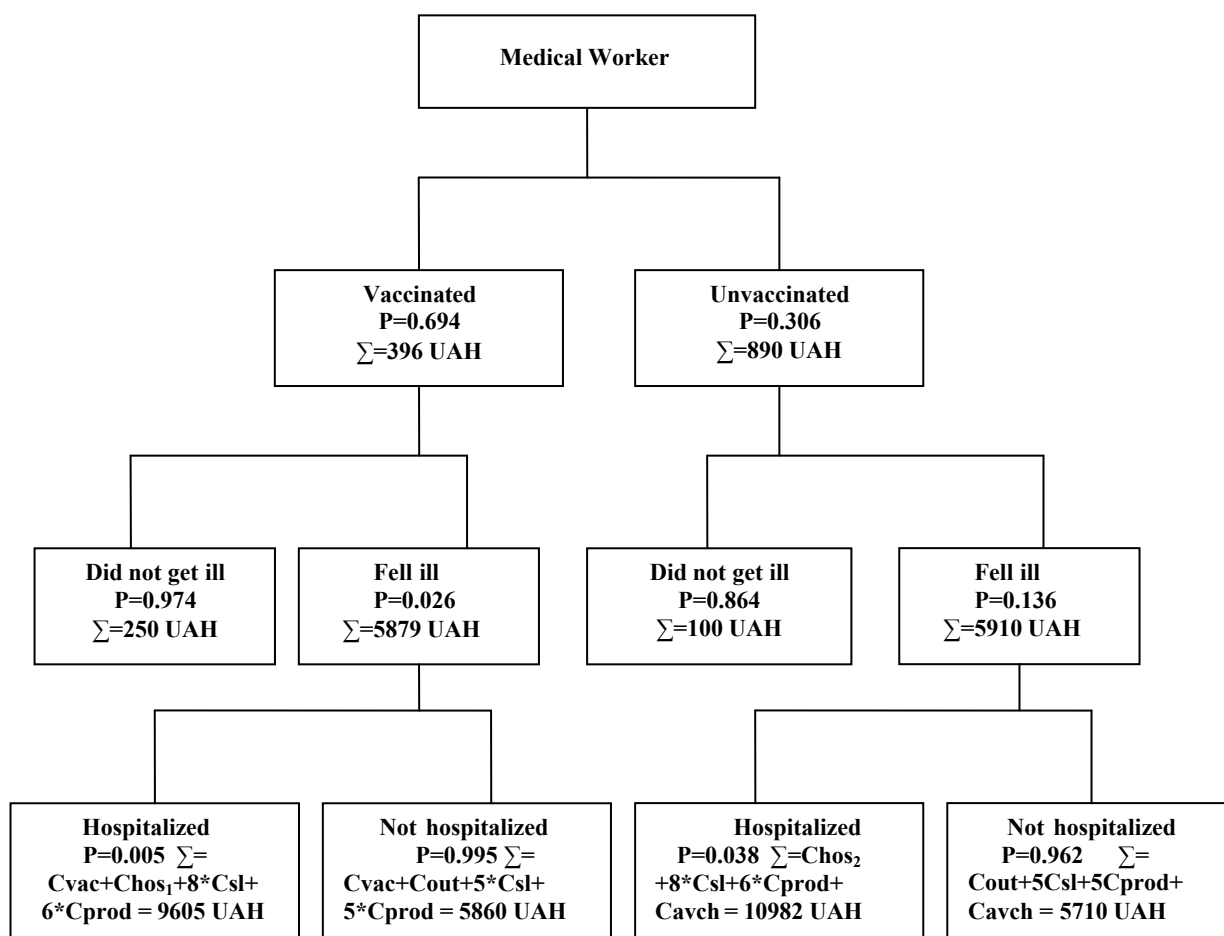 Medical Worker
Vaccinated
P=0.694
∑=396 UAH
Unvaccinated
P=0.306
∑=890 UAH
Did not get ill
P=0.974
∑=250 UAH
Fell ill
P=0.026
∑=5879 UAH
Did not get ill
P=0.864
∑=100 UAH
Fell ill
P=0.136
∑=5910 UAH
Hospitalized
P=0.005 ∑=
Cvac+Chos₁+8*Csl+
6*Cprod = 9605 UAH
Not hospitalized
P=0.995 ∑=
Cvac+Cout+5*Csl+
5*Cprod = 5860 UAH
Hospitalized
P=0.038 ∑=Chos₂
+8*Csl+6*Cprod+
Cavch = 10982 UAH
Not hospitalized
P=0.962 ∑=
Cout+5Csl+5Cprod+
Cavch = 5710 UAH